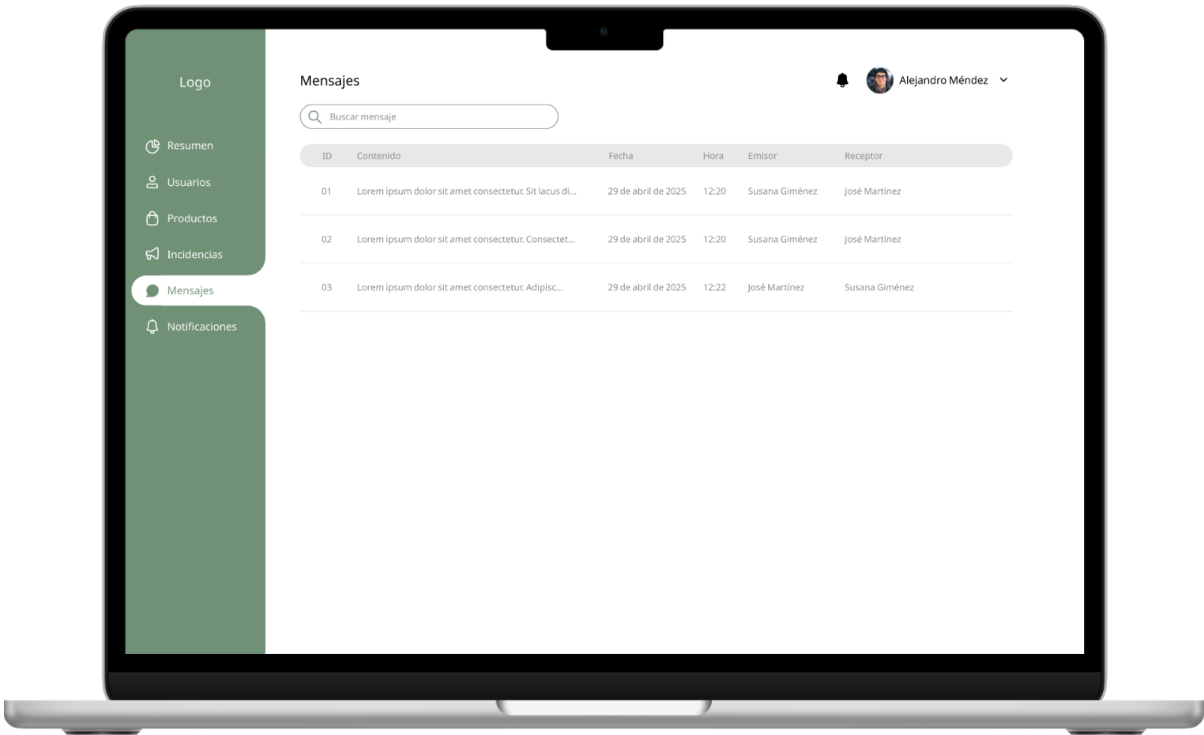 Logo
Mensajes
Alejandro Méndez
Buscar mensaje
Resumen
Usuarios
Productos
Incidencias
Mensajes
Notificaciones
ID Contenido Fecha Hora Emisor Receptor
01 Lorem ipsum dolor sit amet consectetur. Sit lacus di... 29 de abril de 2025 12:20 Susana Giménez José Martínez
02 Lorem ipsum dolor sit amet consectetur. Consectet... 29 de abril de 2025 12:20 Susana Giménez José Martínez
03 Lorem ipsum dolor sit amet consectetur. Adipisc... 29 de abril de 2025 12:22 José Martínez Susana Giménez